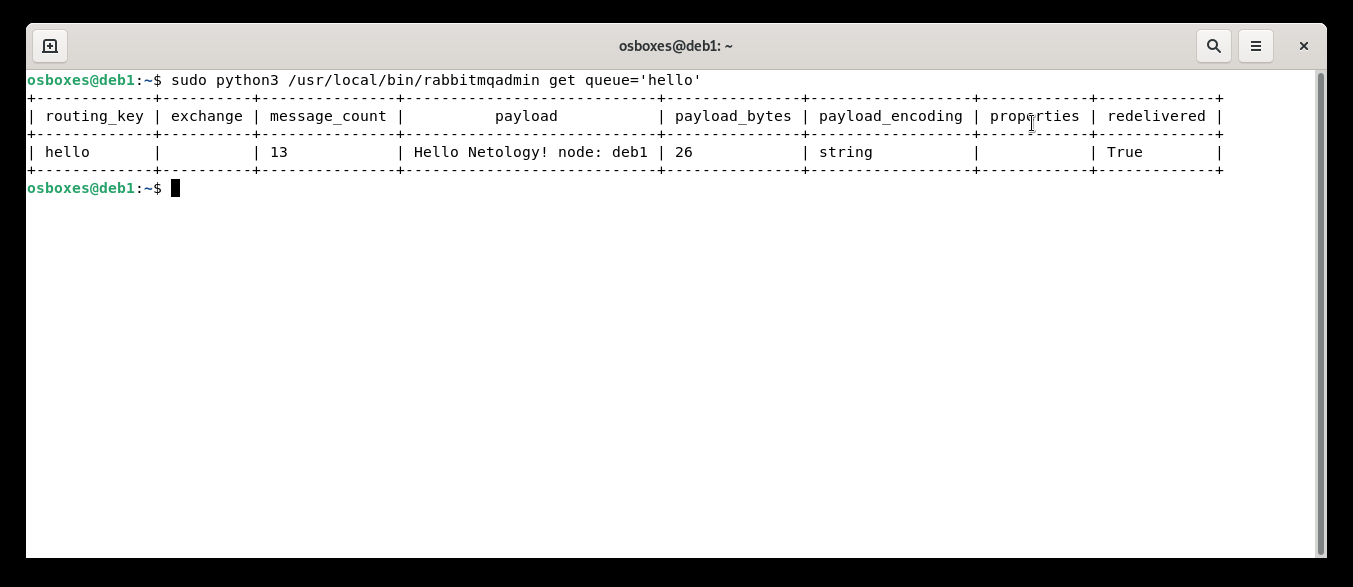 osboxes@deb1: ~
osboxes@deb1:~$ sudo python3 /usr/local/bin/rabbitmqadmin get queue='hello'
+-------------+----------+---------------+----------------------------+---------------+------------------+------------+-------------+
| routing_key | exchange | message_count |          payload           | payload_bytes | payload_encoding | properties | redelivered |
+-------------+----------+---------------+----------------------------+---------------+------------------+------------+-------------+
| hello       |          | 13            | Hello Netology! node: deb1 | 26            | string           |            | True        |
+-------------+----------+---------------+----------------------------+---------------+------------------+------------+-------------+
osboxes@deb1:~$